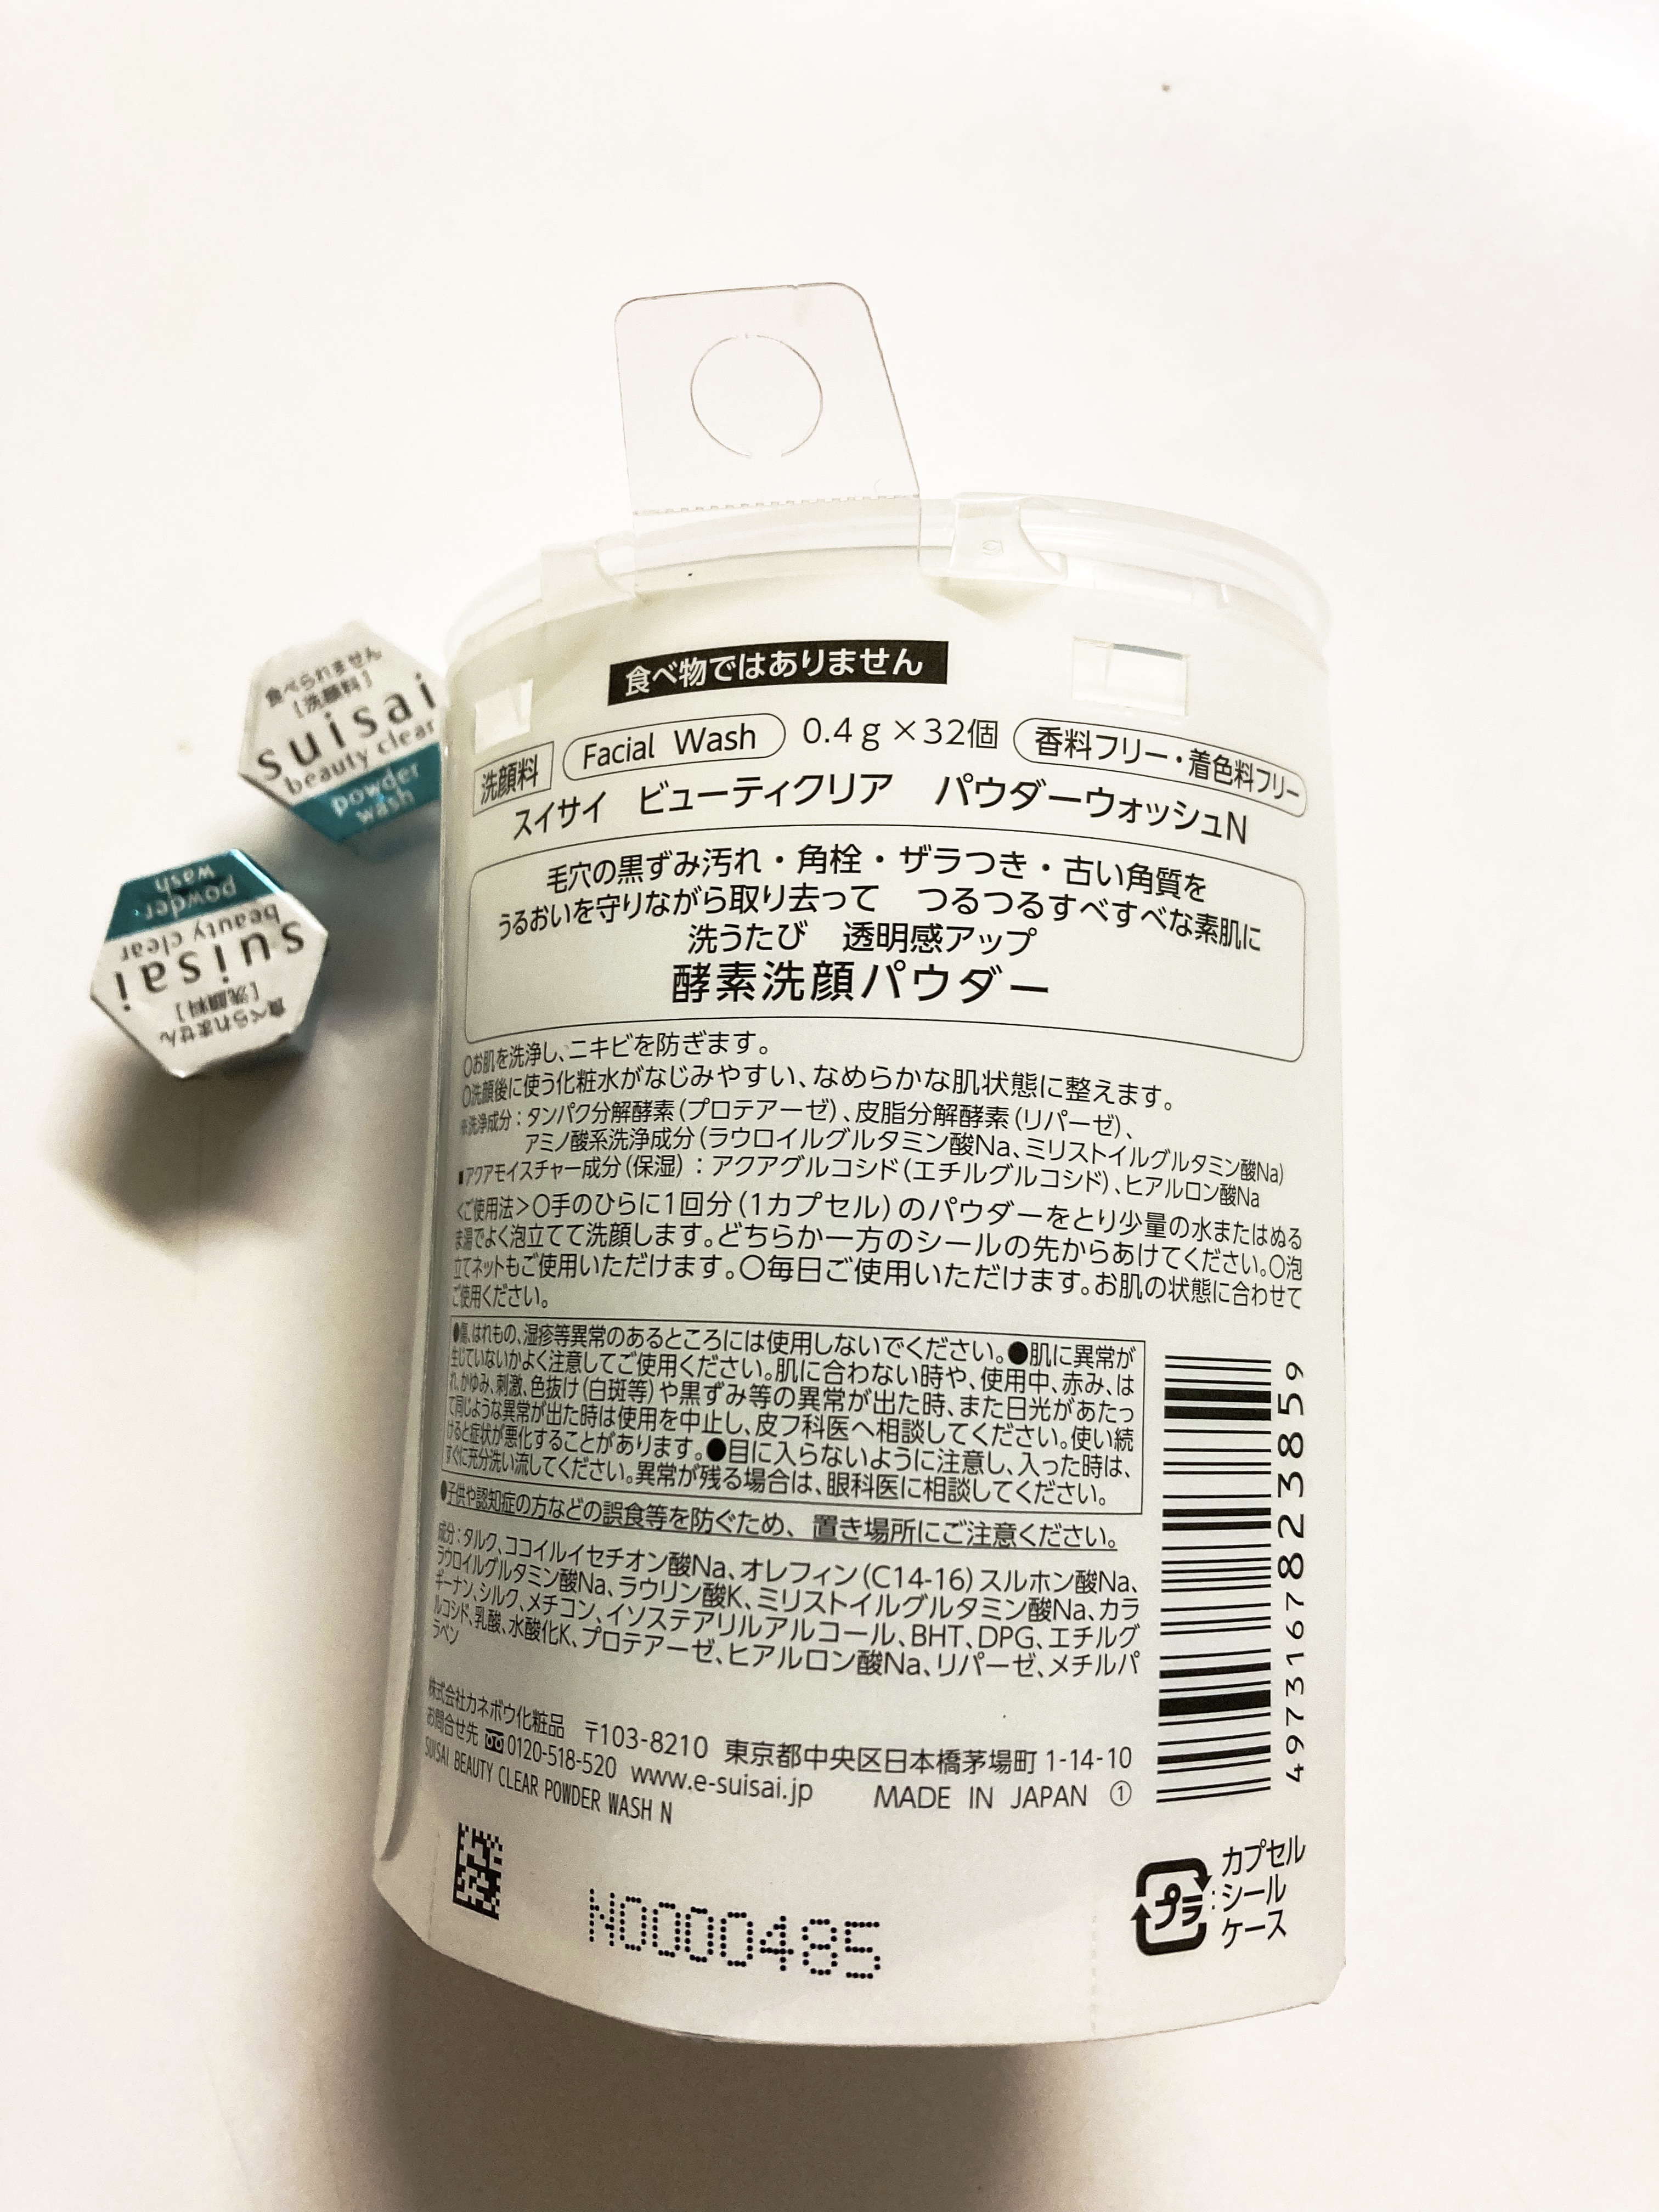 食べ物ではありません
洗顔料 Facial Wash 0.4g×32個 香料フリー・着色料フリー
スイサイ ビューティクリア パウダーウォッシュN
毛穴の黒ずみ汚れ・角栓・ザラつき・古い角質を
うるおいを守りながら取り去って つるつるすべすべな素肌に
洗うたび 透明感アップ
酵素洗顔パウダー
○お肌を洗浄し、ニキビを防ぎます。
○洗顔後に使う化粧水がなじみやすい、なめらかな肌状態に整えます。
※洗浄成分：タンパク分解酵素（プロテアーゼ）、皮脂分解酵素（リパーゼ）、
アミノ酸系洗浄成分（ラウロイルグルタミン酸Na、ミリストイルグルタミン酸Na）
■アクアモイスチャー成分（保湿）：アクアグルコシド（エチルグルコシド）、ヒアルロン酸Na
＜ご使用法＞○手のひらに1回分（1カプセル）のパウダーをとり少量の水またはぬる
ま湯でよく泡立てて洗顔します。どちらか一方のシールの先からあけてください。○泡
立てネットもご使用いただけます。○毎日ご使用いただけます。お肌の状態に合わせて
ご使用ください。
●傷、はれもの、湿疹等異常のあるところには使用しないでください。●肌に異常が
生じていないかよく注意してご使用ください。肌に合わない時や、使用中、赤み、は
れ、かゆみ、刺激、色抜け（白斑等）や黒ずみ等の異常が出た時、また日光があたっ
て同じような異常が出た時は使用を中止し、皮フ科医へ相談してください。使い続
けると症状が悪化することがあります。●目に入らないように注意し、入った時は、
すぐに充分洗い流してください。異常が残る場合は、眼科医に相談してください。
●子供や認知症の方などの誤食等を防ぐため、置き場所にご注意ください。
成分：タルク、ココイルイセチオン酸Na、オレフィン（C14-16）スルホン酸Na、
ラウロイルグルタミン酸Na、ラウリン酸K、ミリストイルグルタミン酸Na、カラ
ギーナン、シルク、メチコン、イソステアリルアルコール、BHT、DPG、エチルグ
ルコシド、乳酸、水酸化K、プロテアーゼ、ヒアルロン酸Na、リパーゼ、メチルパ
ラベン
株式会社カネボウ化粧品 〒103-8210 東京都中央区日本橋茅場町 1-14-10
お問合せ先 0120-518-520 www.e-suisai.jp MADE IN JAPAN ①
SUISAI BEAUTY CLEAR POWDER WASH N
4973167823859
N0000485
プラ：カプセル
シール
ケース
食べられません
［洗顔料］
suisai
beauty clear
powder
wash
食べられません
［洗顔料］
suisai
beauty clear
powder
wash